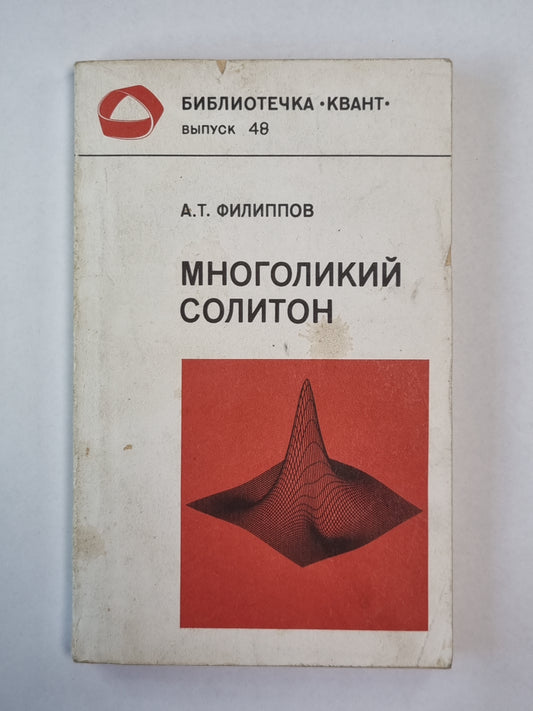 БИБЛИОТЕЧКА •КВАНТ•
ВЫПУСК 48
А.Т. ФИЛИППОВ
МНОГОЛИКИЙ
СОЛИТОН